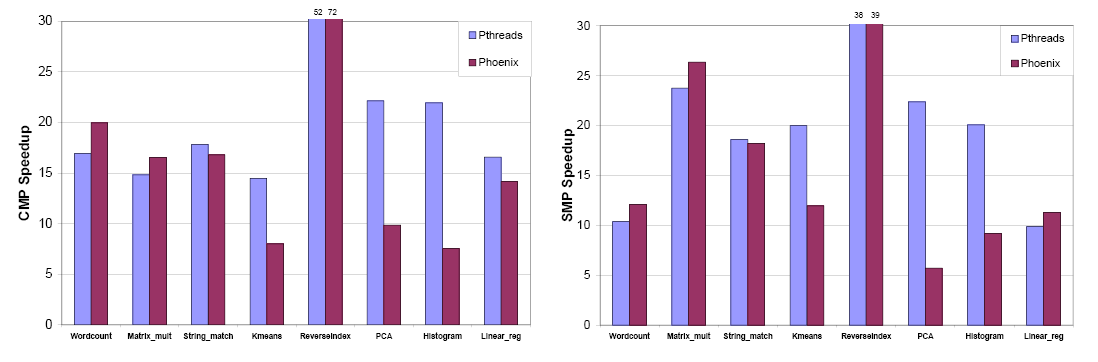 52 72
30
25
20
15
10
5
0
CMP Speedup
Pthreads
Phoenix
Wordcount Matrix_mult String_match Kmeans ReverseIndex PCA Histogram Linear_reg
38 39
30
25
20
15
10
5
0
SMP Speedup
Pthreads
Phoenix
Wordcount Matrix_mult String_match Kmeans ReverseIndex PCA Histogram Linear_reg